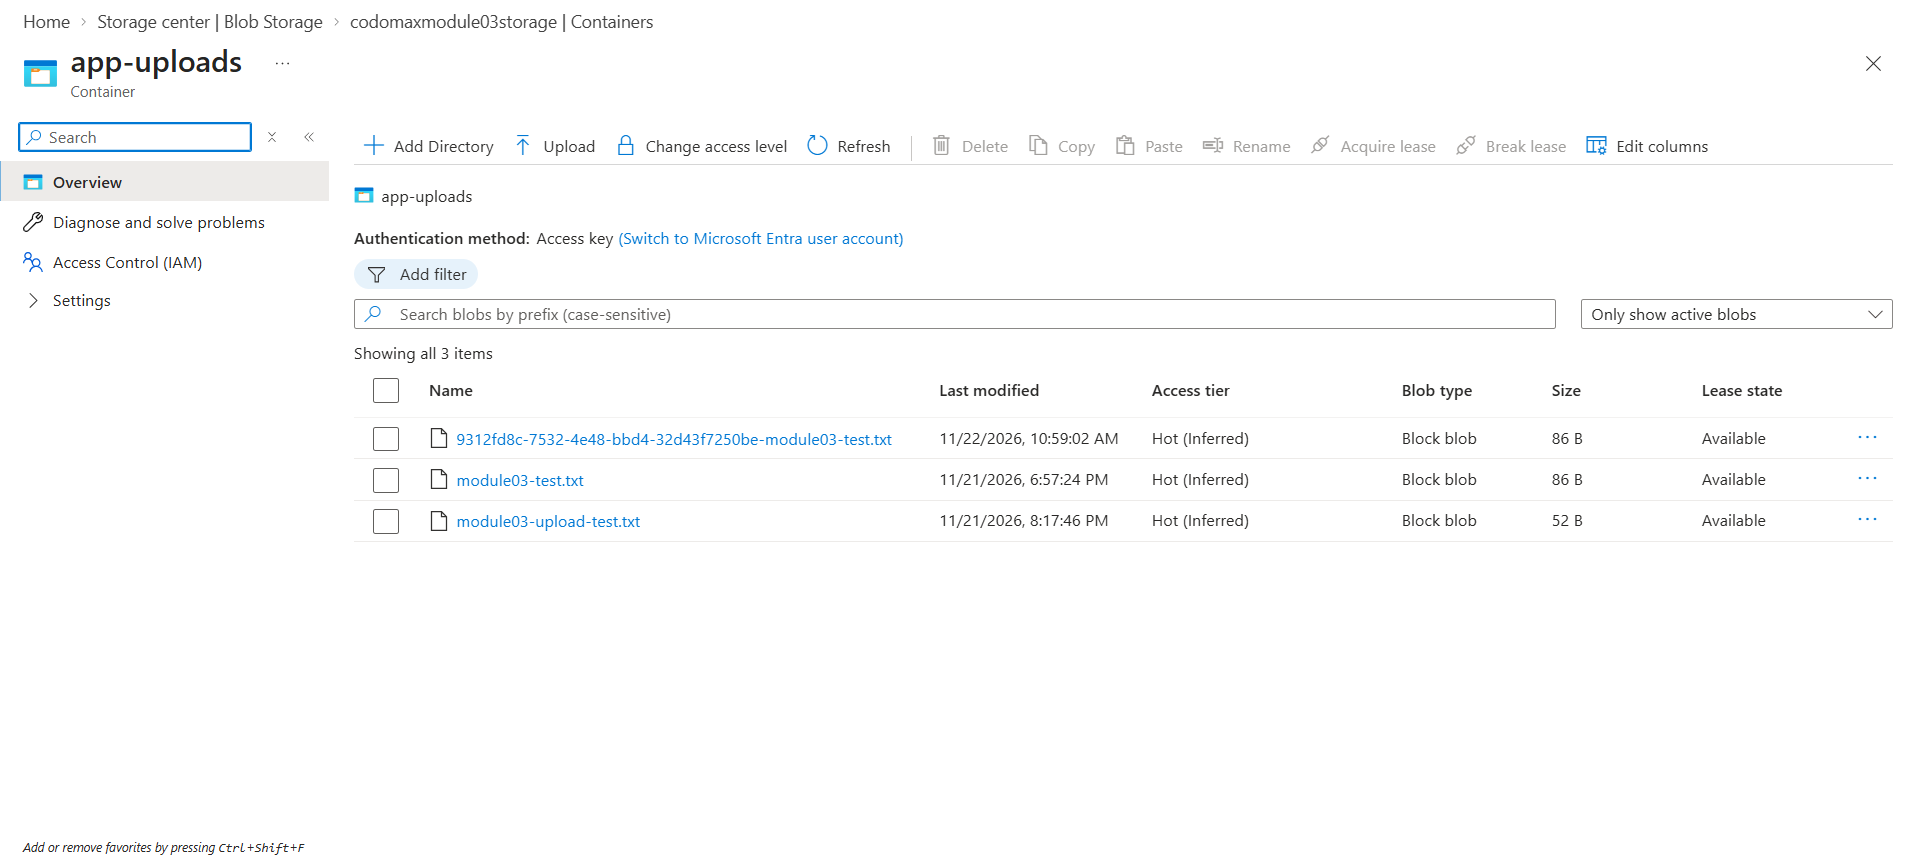 Home > Storage center | Blob Storage > codomaxmodule03storage | Containers
app-uploads ...
Container
Search
Overview
Diagnose and solve problems
Access Control (IAM)
Settings
Add Directory Upload Change access level Refresh Delete Copy Paste Rename Acquire lease Break lease Edit columns
app-uploads
Authentication method: Access key (Switch to Microsoft Entra user account)
Add filter
Search blobs by prefix (case-sensitive) Only show active blobs
Showing all 3 items
Name Last modified Access tier Blob type Size Lease state
9312fd8c-7532-4e48-bbd4-32d43f7250be-module03-test.txt 11/22/2026, 10:59:02 AM Hot (Inferred) Block blob 86 B Available ...
module03-test.txt 11/21/2026, 6:57:24 PM Hot (Inferred) Block blob 86 B Available ...
module03-upload-test.txt 11/21/2026, 8:17:46 PM Hot (Inferred) Block blob 52 B Available ...
Add or remove favorites by pressing Ctrl+Shift+F